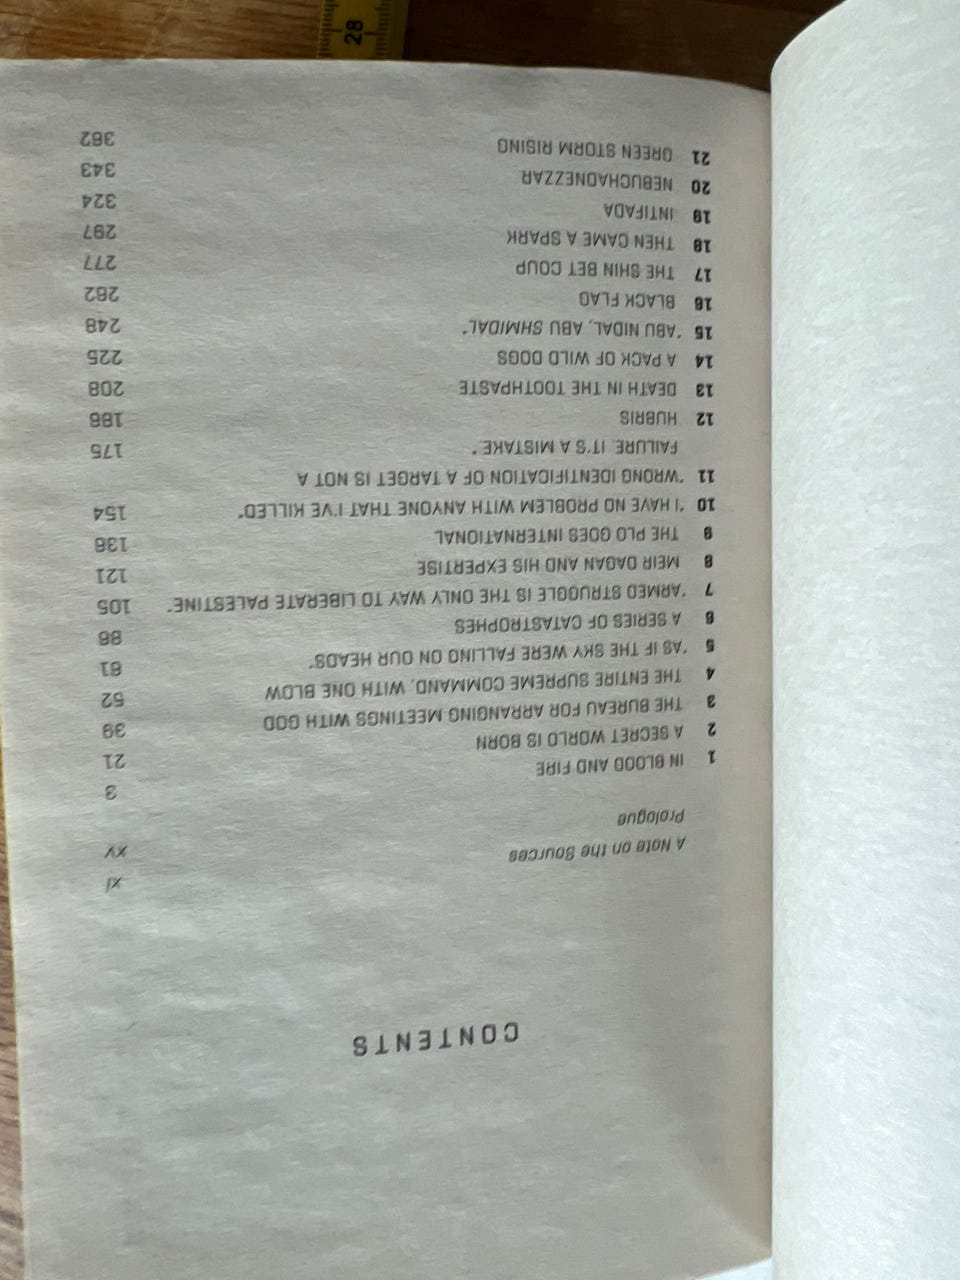 CONTENTS
A Note on the Sources xi
Prologue xv
1 IN BLOOD AND FIRE 3
2 A SECRET WORLD IS BORN 21
3 THE BUREAU FOR ARRANGING MEETINGS WITH GOD 39
4 THE ENTIRE SUPREME COMMAND, WITH ONE BLOW 52
5 "AS IF THE SKY WERE FALLING ON OUR HEADS" 61
6 A SERIES OF CATASTROPHES 86
7 "ARMED STRUGGLE IS THE ONLY WAY TO LIBERATE PALESTINE" 105
8 MEIR DAGAN AND HIS EXPERTISE 121
9 THE PLO GOES INTERNATIONAL 136
10 "I HAVE NO PROBLEM WITH ANYONE THAT I'VE KILLED" 154
11 "WRONG IDENTIFICATION OF A TARGET IS NOT A
FAILURE. IT'S A MISTAKE." 175
12 HUBRIS 186
13 DEATH IN THE TOOTHPASTE 208
14 A PACK OF WILD DOGS 225
15 "ABU NIDAL, ABU SHMIDAL" 248
16 BLACK FLAG 262
17 THE SHIN BET COUP 277
18 THEN CAME A SPARK 297
19 INTIFADA 324
20 NEBUCHADNEZZAR 343
21 GREEN STORM RISING 362
28